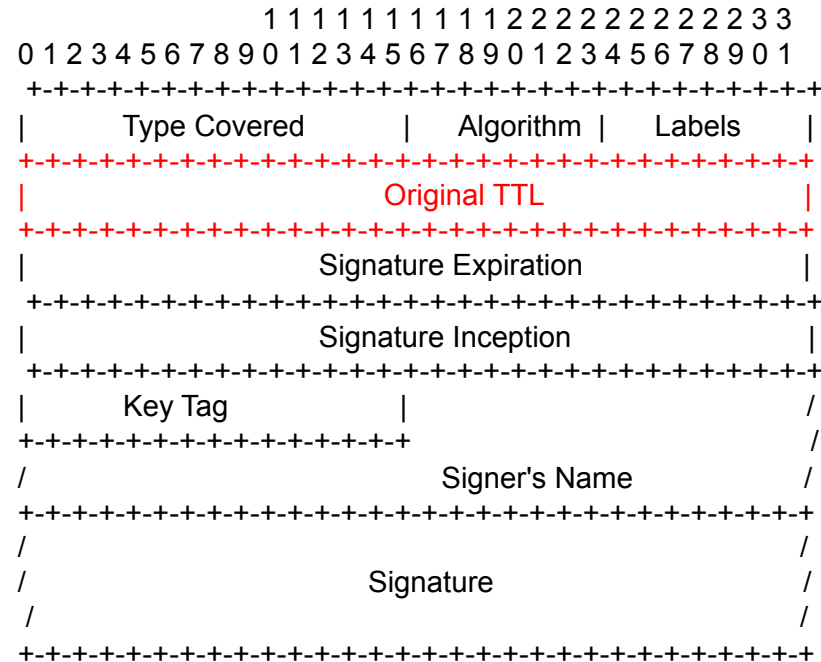 1 1 1 1 1 1 1 1 1 1 2 2 2 2 2 2 2 2 2 2 3 3
0 1 2 3 4 5 6 7 8 9 0 1 2 3 4 5 6 7 8 9 0 1 2 3 4 5 6 7 8 9 0 1
+-+-+-+-+-+-+-+-+-+-+-+-+-+-+-+-+-+-+-+-+-+-+-+-+-+-+-+-+-+-+
| Type Covered | Algorithm | Labels |
+-+-+-+-+-+-+-+-+-+-+-+-+-+-+-+-+-+-+-+-+-+-+-+-+-+-+-+-+-+-+
| Original TTL |
+-+-+-+-+-+-+-+-+-+-+-+-+-+-+-+-+-+-+-+-+-+-+-+-+-+-+-+-+-+-+
| Signature Expiration |
+-+-+-+-+-+-+-+-+-+-+-+-+-+-+-+-+-+-+-+-+-+-+-+-+-+-+-+-+-+-+
| Signature Inception |
+-+-+-+-+-+-+-+-+-+-+-+-+-+-+-+-+-+-+-+-+-+-+-+-+-+-+-+-+-+-+
| Key Tag | /
+-+-+-+-+-+-+-+-+-+-+-+-+-+-+-+ /
/ Signer's Name /
+-+-+-+-+-+-+-+-+-+-+-+-+-+-+-+-+-+-+-+-+-+-+-+-+-+-+-+-+-+-+
/ /
/ Signature /
/ /
+-+-+-+-+-+-+-+-+-+-+-+-+-+-+-+-+-+-+-+-+-+-+-+-+-+-+-+-+-+-+